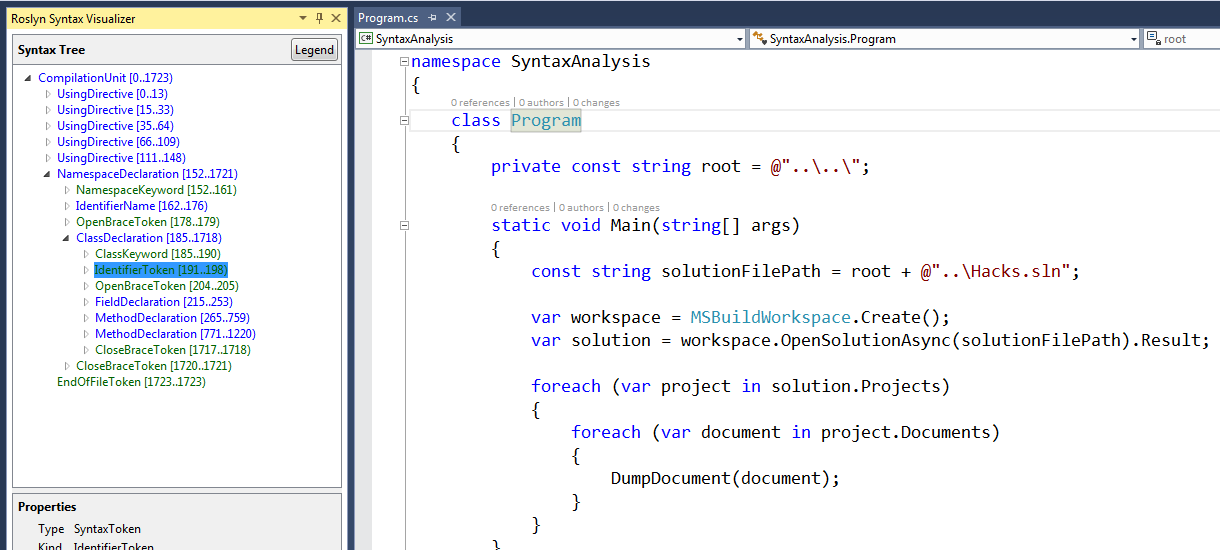 Roslyn Syntax Visualizer
Syntax Tree
Legend
CompilationUnit [0..1723]
UsingDirective [0..13]
UsingDirective [15..33]
UsingDirective [35..64]
UsingDirective [66..109]
UsingDirective [111..148]
NamespaceDeclaration [152..1721]
NamespaceKeyword [152..161]
IdentifierName [162..176]
OpenBraceToken [178..179]
ClassDeclaration [185..1718]
ClassKeyword [185..190]
IdentifierToken [191..198]
OpenBraceToken [204..205]
FieldDeclaration [215..253]
MethodDeclaration [265..759]
MethodDeclaration [771..1220]
CloseBraceToken [1717..1718]
CloseBraceToken [1720..1721]
EndOfFileToken [1723..1723]
Properties
Type SyntaxToken
Kind IdentifierToken
Program.cs
C# SyntaxAnalysis
SyntaxAnalysis.Program
root
namespace SyntaxAnalysis
{
0 references | 0 authors | 0 changes
class Program
{
private const string root = @"..\..\";
0 references | 0 authors | 0 changes
static void Main(string[] args)
{
const string solutionFilePath = root + @"..\Hacks.sln";
var workspace = MSBuildWorkspace.Create();
var solution = workspace.OpenSolutionAsync(solutionFilePath).Result;
foreach (var project in solution.Projects)
{
foreach (var document in project.Documents)
{
DumpDocument(document);
}
}
}